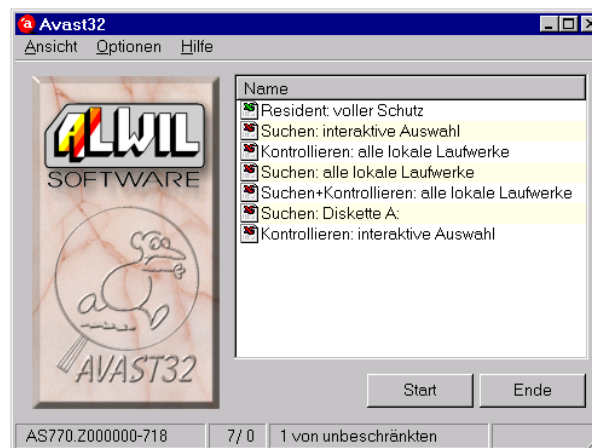 Avast32
Ansicht Optionen Hilfe
ALWIL
SOFTWARE
AVAST32
Name
Resident: voller Schutz
Suchen: interaktive Auswahl
Kontrollieren: alle lokale Laufwerke
Suchen: alle lokale Laufwerke
Suchen+Kontrollieren: alle lokale Laufwerke
Suchen: Diskette A:
Kontrollieren: interaktive Auswahl
Start Ende
AS770.Z000000-718 7/ 0 1 von unbeschränkten